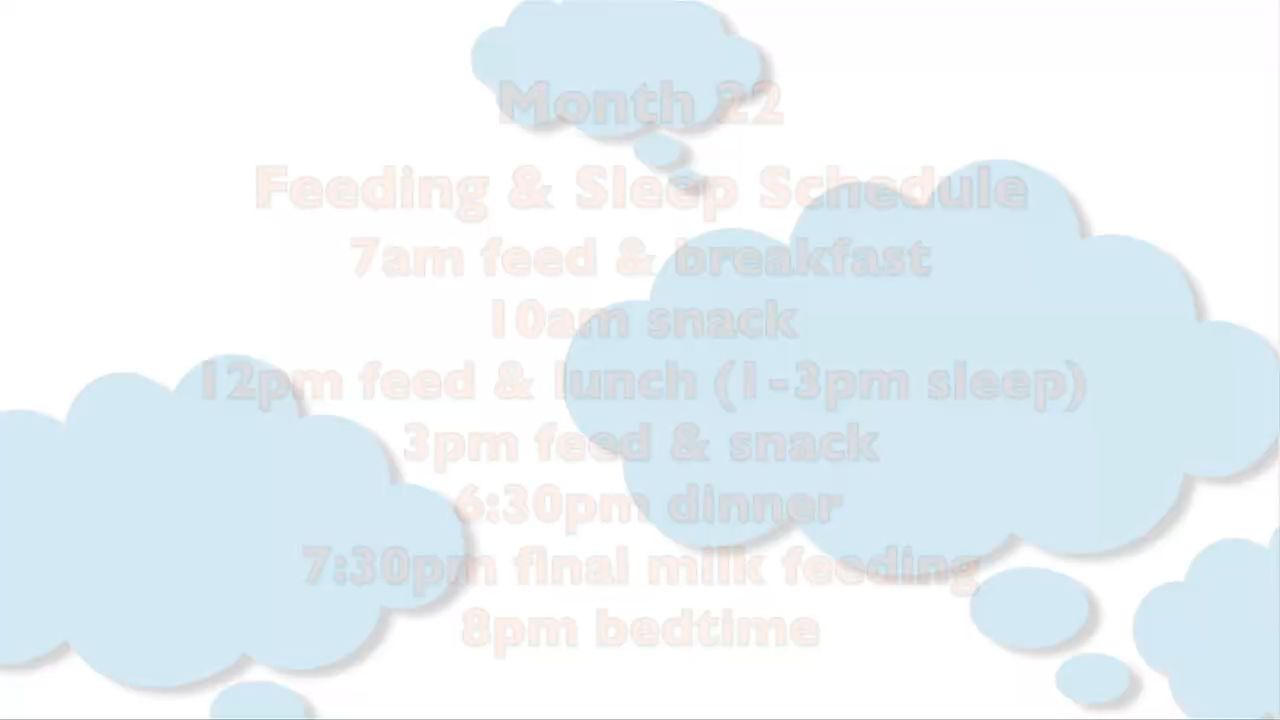 Month 22
Feeding & Sleep Schedule
7am feed & breakfast
10am snack
12pm feed & lunch (1-3pm sleep)
3pm feed & snack
6:30pm dinner
7:30pm final milk feeding
8pm bedtime